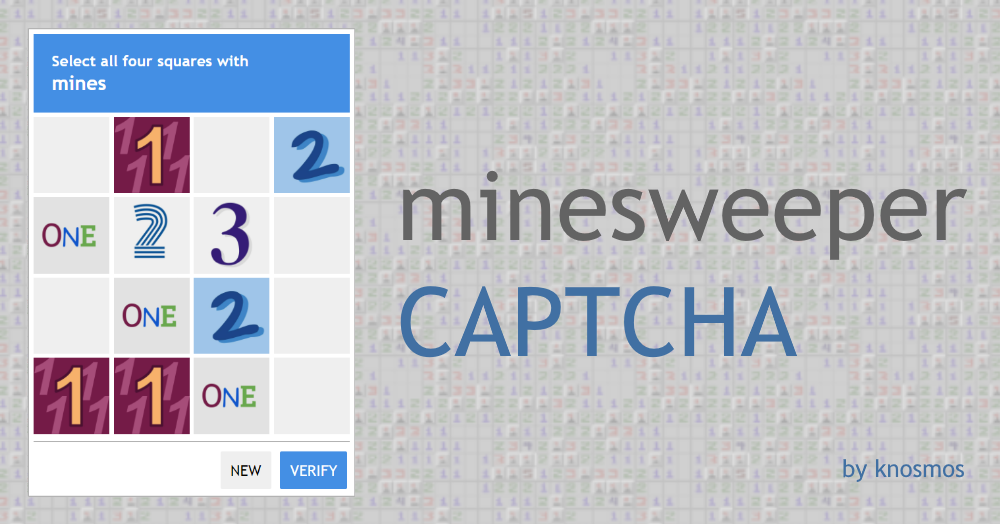 Select all four squares with
mines
1 2
ONE 2 3
ONE 2
1 1 ONE
NEW VERIFY
minesweeper
CAPTCHA
by knosmos